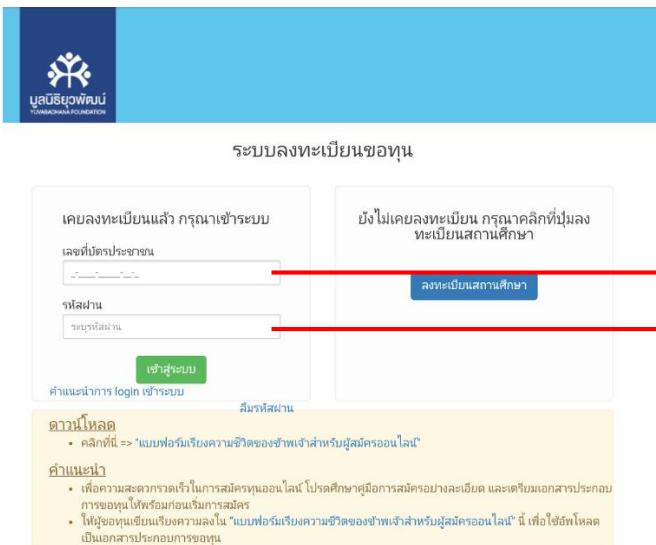 มูลนิธิยุวพัฒน์
YUVABADHANA FOUNDATION
ระบบลงทะเบียนขอทุน
เคยลงทะเบียนแล้ว กรุณาเข้าระบบ
เลขที่บัตรประชาชน
_-____-_____-_-_
รหัสผ่าน
ระบุรหัสผ่าน
เข้าสู่ระบบ
คำแนะนำการ login เข้าระบบ
ลืมรหัสผ่าน
ยังไม่เคยลงทะเบียน กรุณาคลิกที่ปุ่มลง
ทะเบียนสถานศึกษา
ลงทะเบียนสถานศึกษา
ดาวน์โหลด
• คลิกที่นี่ => "แบบฟอร์มเรียงความชีวิตของข้าพเจ้าสำหรับผู้สมัครออนไลน์"
คำแนะนำ
• เพื่อความสะดวกรวดเร็วในการสมัครทุนออนไลน์ โปรดศึกษาคู่มือการสมัครอย่างละเอียด และเตรียมเอกสารประกอบ
การขอทุนให้พร้อมก่อนเริ่มการสมัคร
• ให้ผู้ขอทุนเขียนเรียงความลงใน "แบบฟอร์มเรียงความชีวิตของข้าพเจ้าสำหรับผู้สมัครออนไลน์" นี้ เพื่อใช้อัพโหลด
เป็นเอกสารประกอบการขอทุน